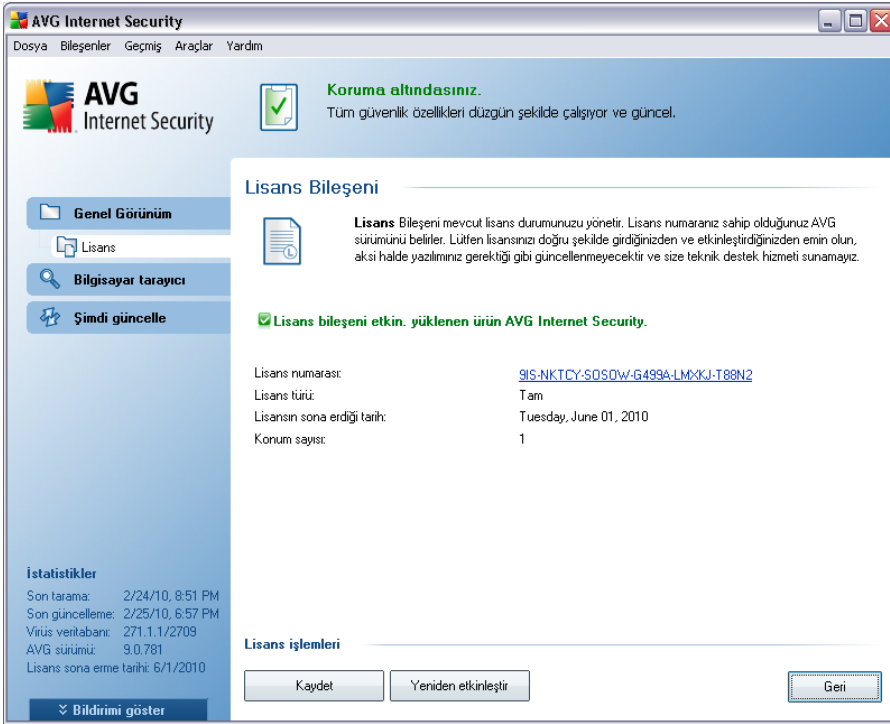 AVG Internet Security
Dosya Bileşenler Geçmiş Araçlar Yardım
AVG
Internet Security
Koruma altındasınız.
Tüm güvenlik özellikleri düzgün şekilde çalışıyor ve güncel.
Genel Görünüm
Lisans
Bilgisayar tarayıcı
Şimdi güncelle
Lisans Bileşeni
Lisans Bileşeni mevcut lisans durumunuzu yönetir. Lisans numaranız sahip olduğunuz AVG
sürümünü belirler. Lütfen lisansınızı doğru şekilde girdiğinizden ve etkinleştirdiğinizden emin olun,
aksi halde yazılımınız gerektiği gibi güncellenmeyecektir ve size teknik destek hizmeti sunamayız.
Lisans bileşeni etkin. yüklenen ürün AVG Internet Security.
Lisans numarası: 9IS-NKTCY-SOSOW-G499A-LMXKJ-T88N2
Lisans türü: Tam
Lisansın sona erdiği tarih: Tuesday, June 01, 2010
Konum sayısı: 1
İstatistikler
Son tarama: 2/24/10, 8:51 PM
Son güncelleme: 2/25/10, 6:57 PM
Virüs veritabanı: 271.1.1/2709
AVG sürümü: 9.0.781
Lisans sona erme tarihi: 6/1/2010
Bildirimi göster
Lisans işlemleri
Kaydet Yeniden etkinleştir Geri